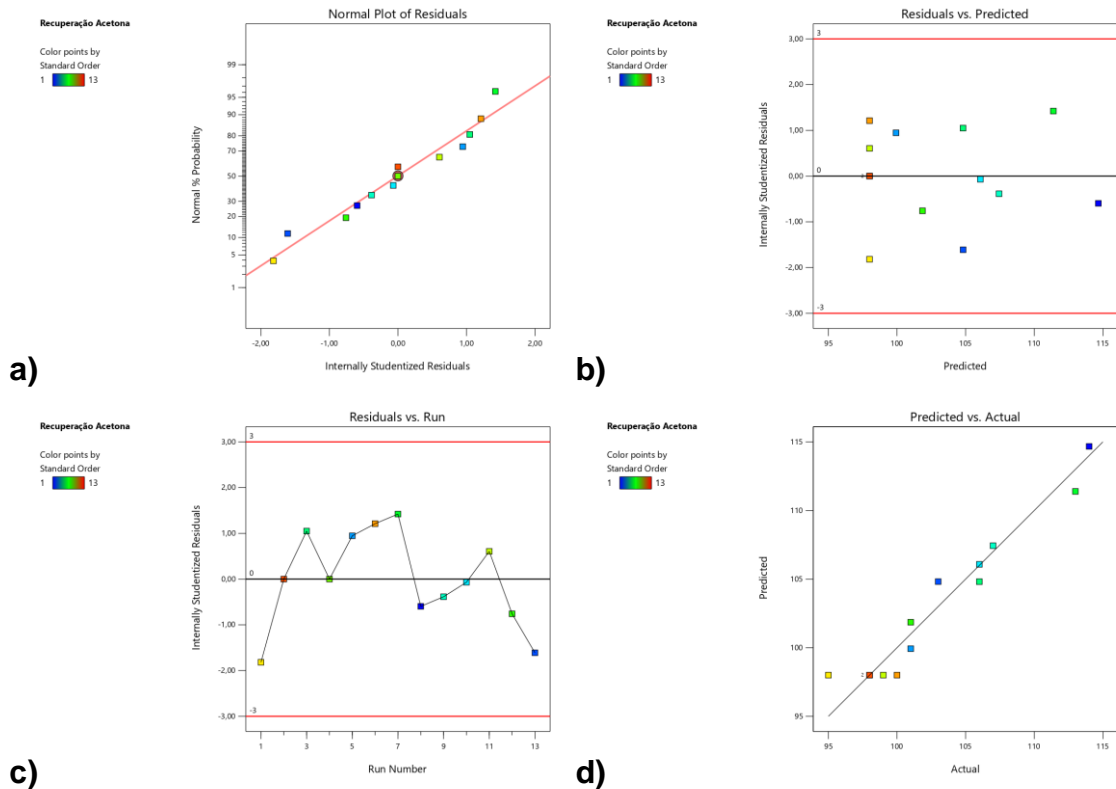 Recuperação Acetona
Color points by
Standard Order
1 13
Normal Plot of Residuals
Normal % Probability
99
95
90
80
70
50
30
20
10
5
1
-2,00 -1,00 0,00 1,00 2,00
Internally Studentized Residuals
a)
Recuperação Acetona
Color points by
Standard Order
1 13
Residuals vs. Predicted
Internally Studentized Residuals
3,00
2,00
1,00
0,00
-1,00
-2,00
-3,00
3
0
2
-3
95 100 105 110 115
Predicted
b)
Recuperação Acetona
Color points by
Standard Order
1 13
Residuals vs. Run
Internally Studentized Residuals
3,00
2,00
1,00
0,00
-1,00
-2,00
-3,00
3
0
-3
1 3 5 7 9 11 13
Run Number
c)
Recuperação Acetona
Color points by
Standard Order
1 13
Predicted vs. Actual
Predicted
115
110
105
100
95
2
95 100 105 110 115
Actual
d)